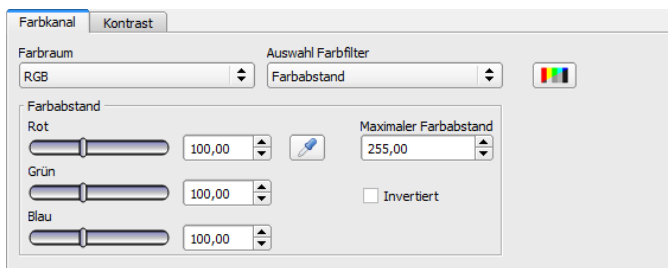 Farbkanal Kontrast
Farbraum Auswahl Farbfilter
RGB Farbabstand
Farbabstand
Rot Maximaler Farbabstand
100,00 255,00
Grün
100,00 Invertiert
Blau
100,00